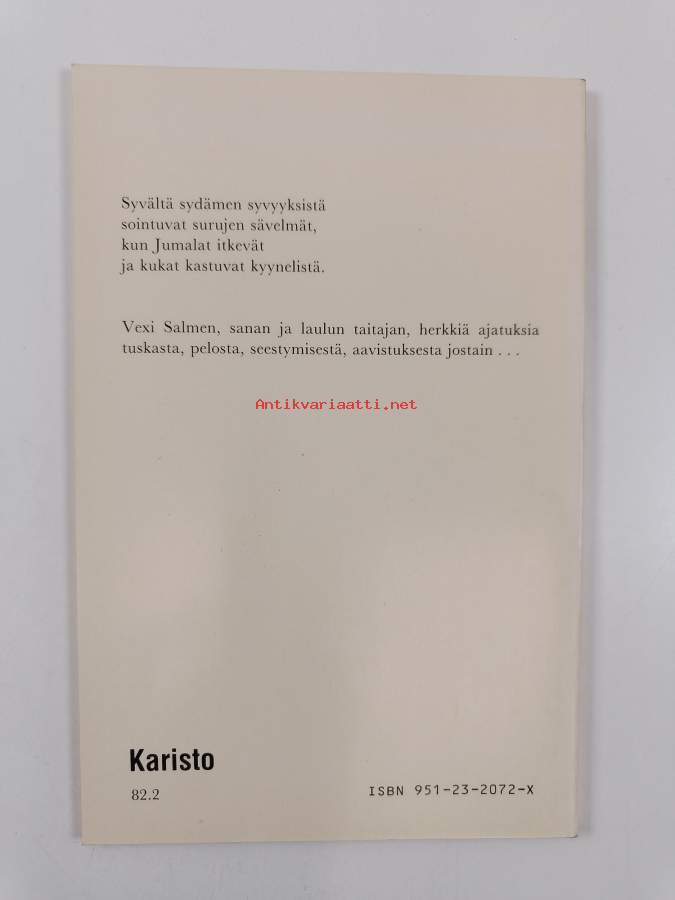 Syvältä sydämen syvyyksistä
sointuvat surujen sävelmät,
kun Jumalat itkevät
ja kukat kastuvat kyynelistä.
Vexi Salmen, sanan ja laulun taitajan, herkkiä ajatuksia
tuskasta, pelosta, seestymisestä, aavistuksesta jostain . . .
Antikvariaatti.net
Karisto
82.2
ISBN 951-23-2072-X